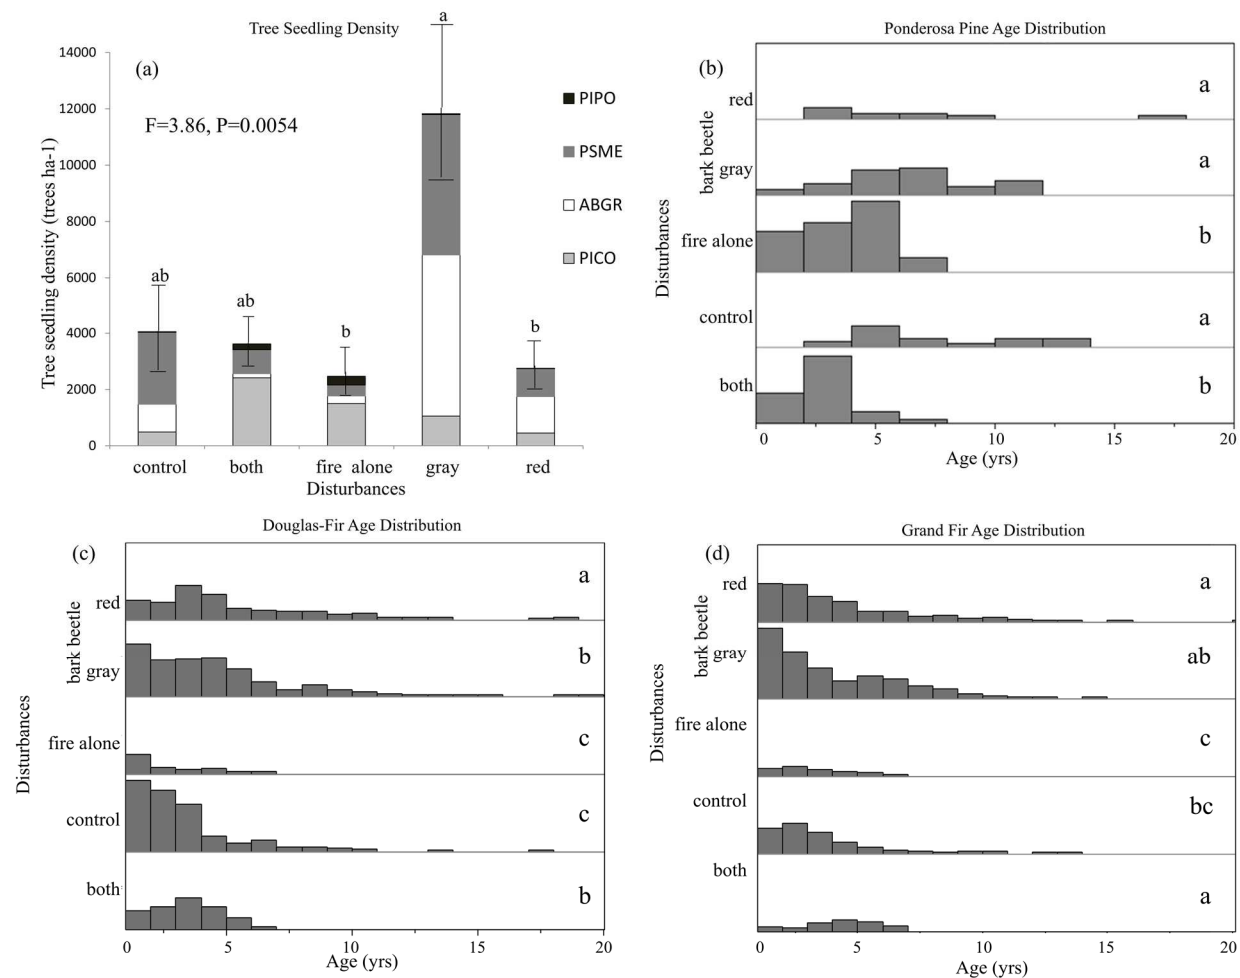 Tree Seedling Density
(a)
a
14000
12000
10000
8000
6000
4000
2000
0
Tree seedling density (trees ha-1)
F=3.86, P=0.0054
PIPO
PSME
ABGR
PICO
ab
ab
b
b
control both fire alone gray red
Disturbances
Ponderosa Pine Age Distribution
(b)
Disturbances
bark beetle
red a
gray a
fire alone b
control a
both b
0 5 10 15 20
Age (yrs)
Douglas-Fir Age Distribution
(c)
Disturbances
bark beetle
red a
gray b
fire alone c
control c
both b
0 5 10 15 20
Age (yrs)
Grand Fir Age Distribution
(d)
Disturbances
bark beetle
red a
gray ab
fire alone c
control bc
both a
0 5 10 15 20
Age (yrs)